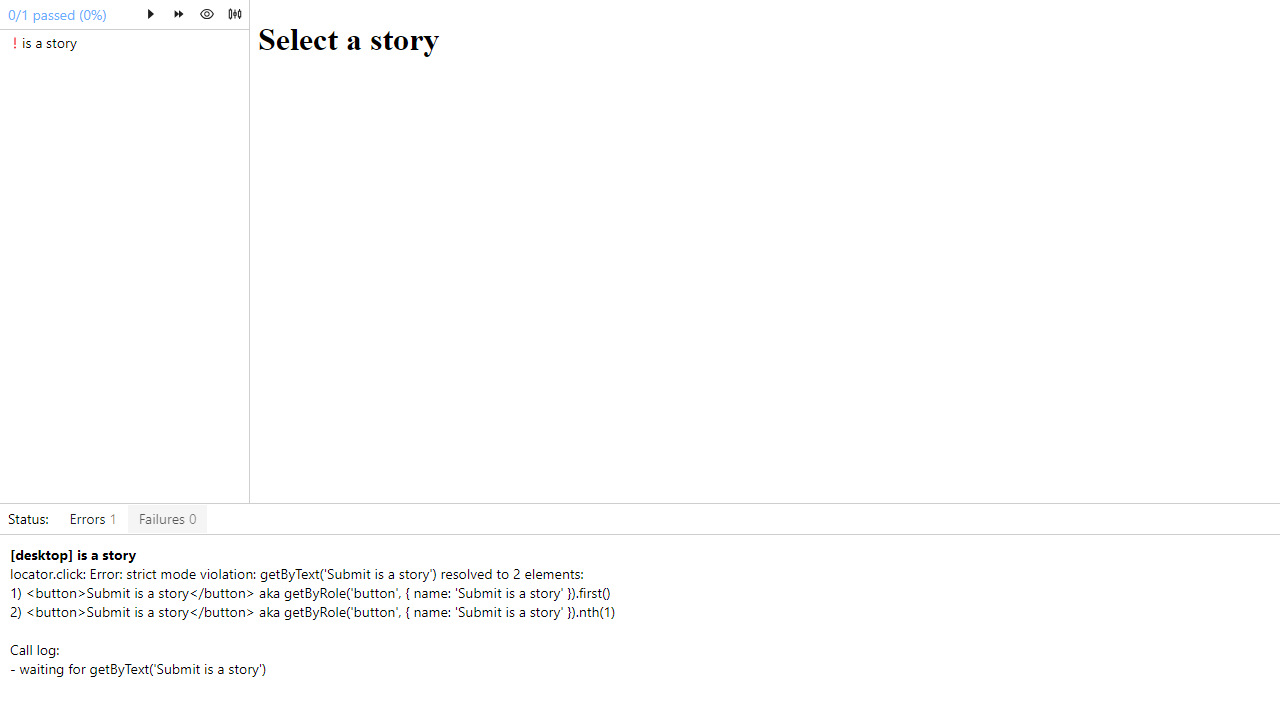 0/1 passed (0%)
! is a story
Select a story
Status: Errors 1 Failures 0
[desktop] is a story
locator.click: Error: strict mode violation: getByText('Submit is a story') resolved to 2 elements:
1) <button>Submit is a story</button> aka getByRole('button', { name: 'Submit is a story' }).first()
2) <button>Submit is a story</button> aka getByRole('button', { name: 'Submit is a story' }).nth(1)
Call log:
- waiting for getByText('Submit is a story')